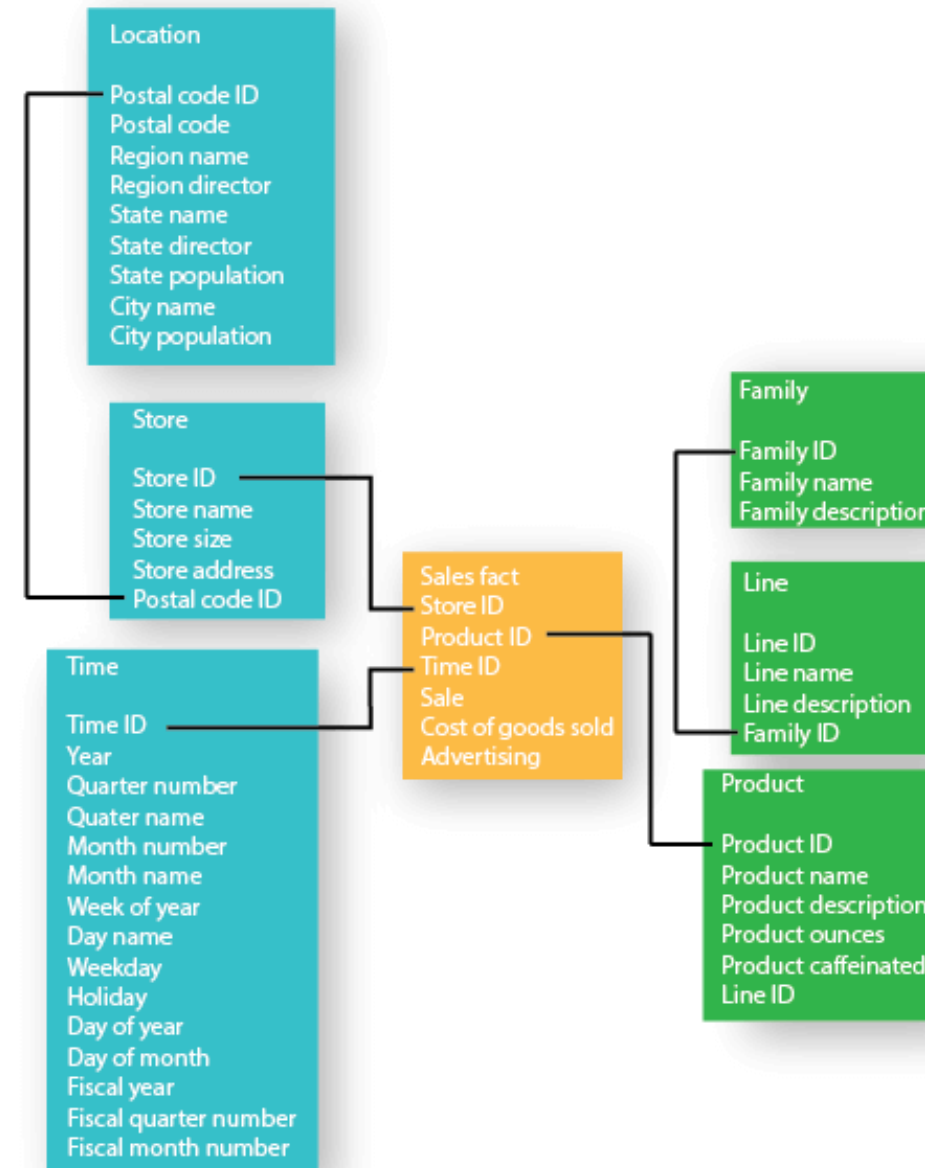 Location
Postal code ID
Postal code
Region name
Region director
State name
State director
State population
City name
City population
Store
Store ID
Store name
Store size
Store address
Postal code ID
Time
Time ID
Year
Quarter number
Quater name
Month number
Month name
Week of year
Day name
Weekday
Holiday
Day of year
Day of month
Fiscal year
Fiscal quarter number
Fiscal month number
Sales fact
Store ID
Product ID
Time ID
Sale
Cost of goods sold
Advertising
Family
Family ID
Family name
Family description
Line
Line ID
Line name
Line description
Family ID
Product
Product ID
Product name
Product description
Product ounces
Product caffeinated
Line ID